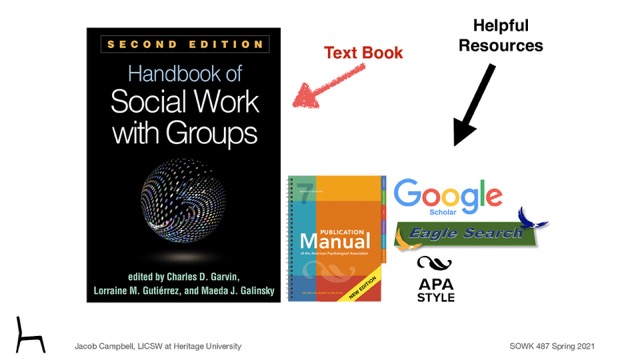 SECOND EDITION
Handbook of
Social Work
with Groups
edited by Charles D. Garvin,
Lorraine M. Gutiérrez, and Maeda J. Galinsky
Text Book
Helpful
Resources
7
PUBLICATION
Manual
of the American Psychological Association
NEW EDITION
Google
Scholar
Eagle Search
APA
STYLE
Jacob Campbell, LICSW at Heritage University
SOWK 487 Spring 2021